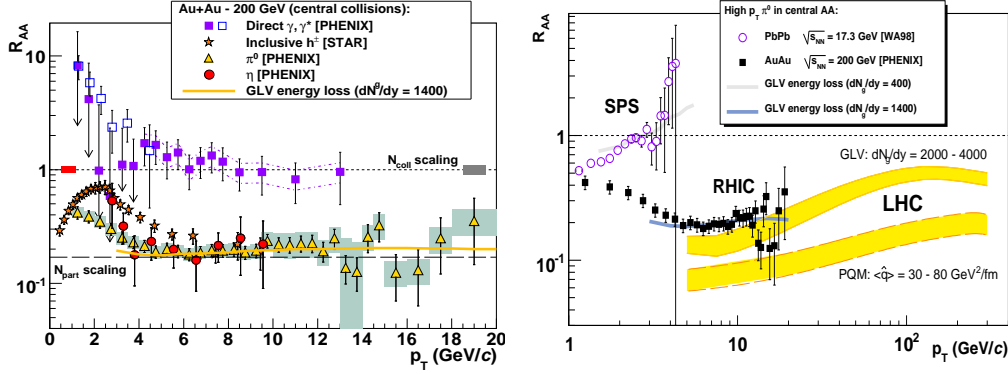 Au+Au - 200 GeV (central collisions):
Direct γ, γ* [PHENIX]
Inclusive h± [STAR]
π0 [PHENIX]
η [PHENIX]
GLV energy loss (dNg/dy = 1400)
RAA
10
1
10-1
Ncoll scaling
Npart scaling
0 2 4 6 8 10 12 14 16 18 20
pT (GeV/c)
High pT π0 in central AA:
PbPb √sNN = 17.3 GeV [WA98]
AuAu √sNN = 200 GeV [PHENIX]
GLV energy loss (dNg/dy = 400)
GLV energy loss (dNg/dy = 1400)
RAA
SPS
1
GLV: dNg/dy = 2000 - 4000
RHIC
LHC
10-1
PQM: <q̂> = 30 - 80 GeV2/fm
1 10 102
pT (GeV/c)